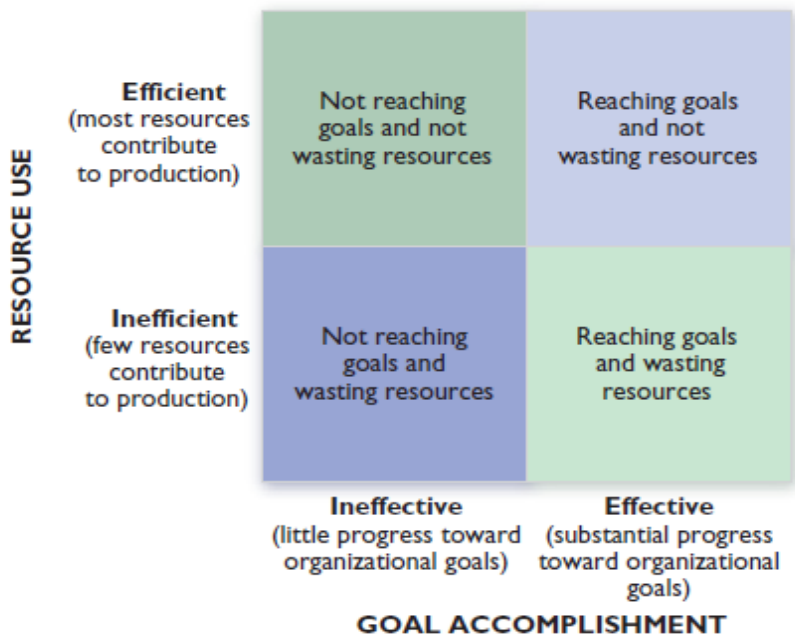 RESOURCE USE
Efficient
(most resources
contribute
to production)
Not reaching
goals and not
wasting resources
Reaching goals
and not
wasting resources
Inefficient
(few resources
contribute
to production)
Not reaching
goals and
wasting resources
Reaching goals
and wasting
resources
Ineffective
(little progress toward
organizational goals)
Effective
(substantial progress
toward organizational
goals)
GOAL ACCOMPLISHMENT